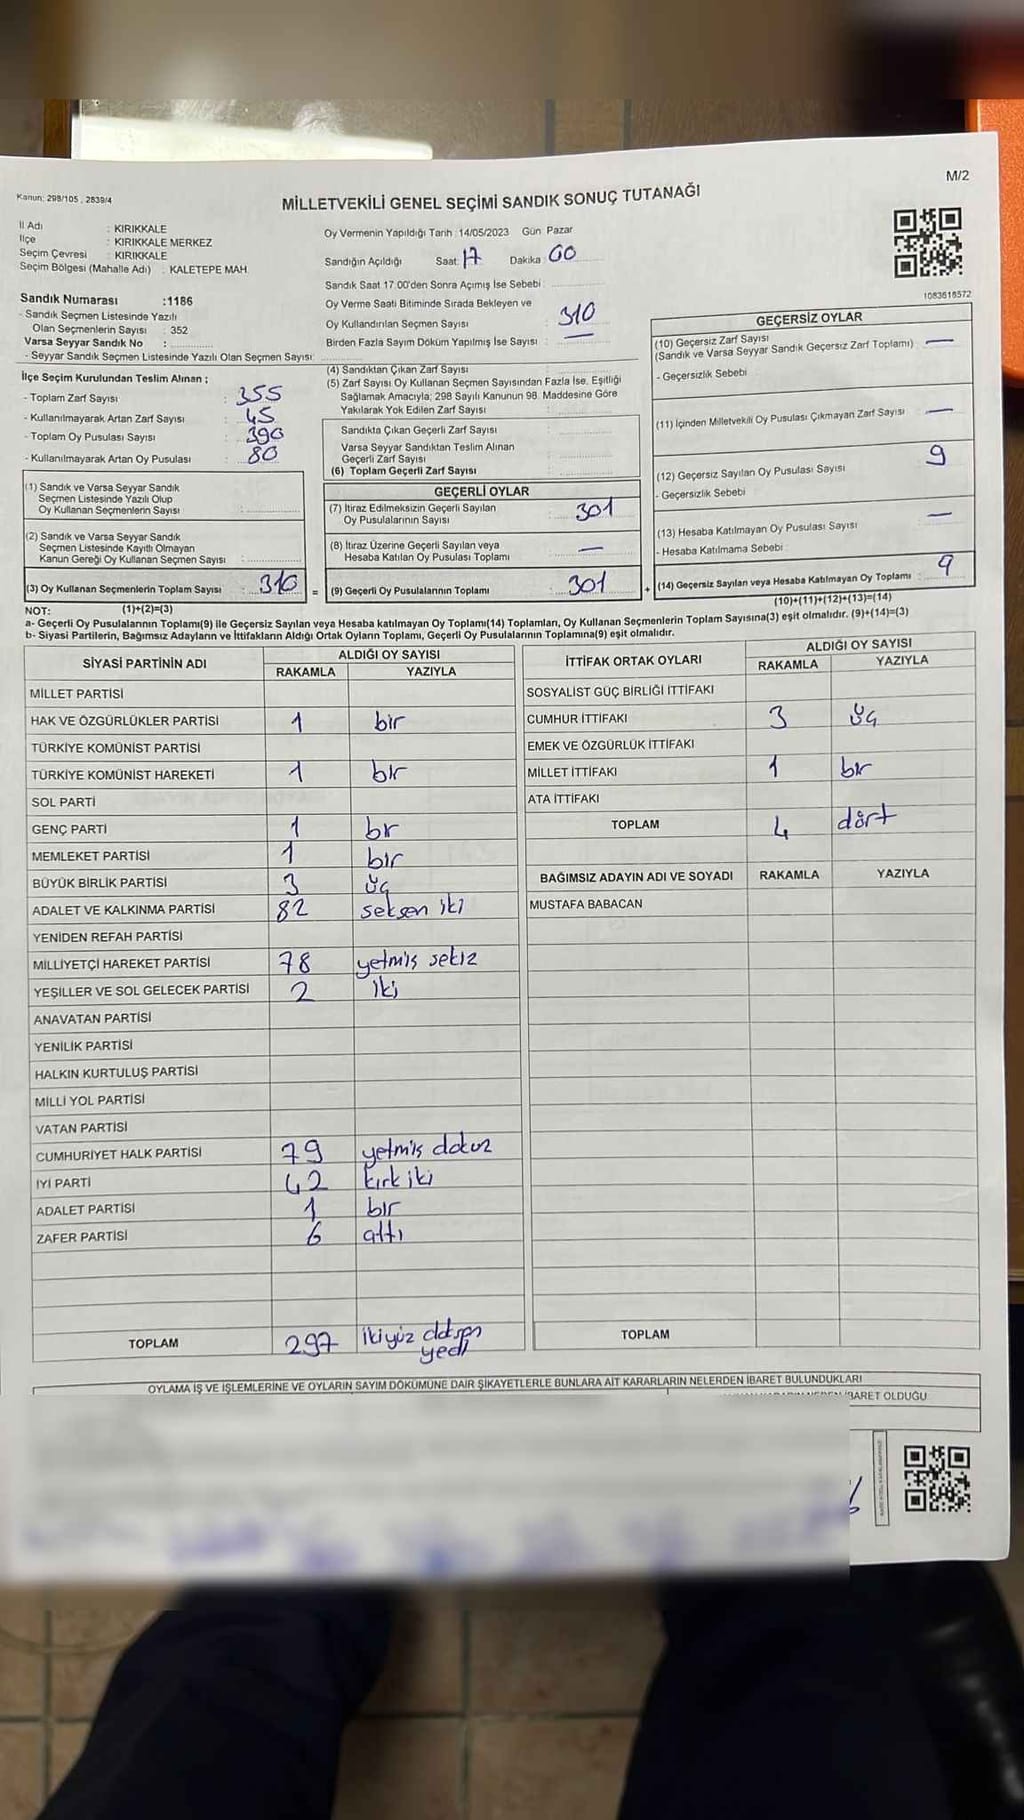 M/2
Kanun: 298/105 , 2839/4
MİLLETVEKİLİ GENEL SEÇİMİ SANDIK SONUÇ TUTANAĞI
İl Adı : KIRIKKALE
İlçe : KIRIKKALE MERKEZ
Seçim Çevresi : KIRIKKALE
Seçim Bölgesi (Mahalle Adı) : KALETEPE MAH.
Sandık Numarası :1186
- Sandık Seçmen Listesinde Yazılı
Olan Seçmenlerin Sayısı : 352
Varsa Seyyar Sandık No :
- Seyyar Sandık Seçmen Listesinde Yazılı Olan Seçmen Sayısı:
Oy Vermenin Yapıldığı Tarih :14/05/2023 Gün Pazar
Sandığın Açıldığı Saat: 17 Dakika: 00
Sandık Saat 17.00'den Sonra Açımış İse Sebebi :
Oy Verme Saati Bitiminde Sırada Bekleyen ve
Oy Kullandırılan Seçmen Sayısı : 310
Birden Fazla Sayım Döküm Yapılmış İse Sayısı : —
1083616572
İlçe Seçim Kurulundan Teslim Alınan ;
- Toplam Zarf Sayısı : 355
- Kullanılmayarak Artan Zarf Sayısı : 45
- Toplam Oy Pusulası Sayısı : 390
- Kullanılmayarak Artan Oy Pusulası : 80
(1) Sandık ve Varsa Seyyar Sandık
Seçmen Listesinde Yazılı Olup
Oy Kullanan Seçmenlerin Sayısı :
(2) Sandık ve Varsa Seyyar Sandık
Seçmen Listesinde Kayıtlı Olmayan
Kanun Gereği Oy Kullanan Seçmen Sayısı :
(3) Oy Kullanan Seçmenlerin Toplam Sayısı : 310 =
(1)+(2)=(3)
(4) Sandıktan Çıkan Zarf Sayısı :
(5) Zarf Sayısı Oy Kullanan Seçmen Sayısından Fazla İse, Eşitliği
Sağlamak Amacıyla; 298 Sayılı Kanunun 98. Maddesine Göre
Yakılarak Yok Edilen Zarf Sayısı :
Sandıkta Çıkan Geçerli Zarf Sayısı :
Varsa Seyyar Sandıktan Teslim Alınan
Geçerli Zarf Sayısı :
(6) Toplam Geçerli Zarf Sayısı :
GEÇERLİ OYLAR
(7) İtiraz Edilmeksizin Geçerli Sayılan
Oy Pusulalarının Sayısı : 301
(8) İtiraz Üzerine Geçerli Sayılan veya
Hesaba Katılan Oy Pusulası Toplamı : —
(9) Geçerli Oy Pusulalarının Toplamı : 301 +
GEÇERSİZ OYLAR
(10) Geçersiz Zarf Sayısı : —
(Sandık ve Varsa Seyyar Sandık Geçersiz Zarf Toplamı)
- Geçersizlik Sebebi
(11) İçinden Milletvekili Oy Pusulası Çıkmayan Zarf Sayısı : —
(12) Geçersiz Sayılan Oy Pusulası Sayısı : 9
- Geçersizlik Sebebi
(13) Hesaba Katılmayan Oy Pusulası Sayısı : —
- Hesaba Katılmama Sebebi
(14) Geçersiz Sayılan veya Hesaba Katılmayan Oy Toplamı : 9
(10)+(11)+(12)+(13)=(14)
NOT:
a- Geçerli Oy Pusulalarının Toplamı(9) ile Geçersiz Sayılan veya Hesaba katılmayan Oy Toplamı(14) Toplamları, Oy Kullanan Seçmenlerin Toplam Sayısına(3) eşit olmalıdır. (9)+(14)=(3)
b- Siyasi Partilerin, Bağımsız Adayların ve İttifakların Aldığı Ortak Oyların Toplamı, Geçerli Oy Pusulalarının Toplamına(9) eşit olmalıdır.
SİYASİ PARTİNİN ADI ALDIĞI OY SAYISI
RAKAMLA YAZIYLA
MİLLET PARTİSİ
HAK VE ÖZGÜRLÜKLER PARTİSİ 1 bir
TÜRKİYE KOMÜNİST PARTİSİ
TÜRKİYE KOMÜNİST HAREKETİ 1 bir
SOL PARTİ
GENÇ PARTİ 1 bir
MEMLEKET PARTİSİ 1 bir
BÜYÜK BİRLİK PARTİSİ 3 üç
ADALET VE KALKINMA PARTİSİ 82 seksen iki
YENİDEN REFAH PARTİSİ
MİLLİYETÇİ HAREKET PARTİSİ 78 yetmiş sekiz
YEŞİLLER VE SOL GELECEK PARTİSİ 2 iki
ANAVATAN PARTİSİ
YENİLİK PARTİSİ
HALKIN KURTULUŞ PARTİSİ
MİLLİ YOL PARTİSİ
VATAN PARTİSİ
CUMHURİYET HALK PARTİSİ 79 yetmiş dokuz
İYİ PARTİ 42 kırk iki
ADALET PARTİSİ 1 bir
ZAFER PARTİSİ 6 altı
TOPLAM 297 ikiyüz doksan
yedi
İTTİFAK ORTAK OYLARI ALDIĞI OY SAYISI
RAKAMLA YAZIYLA
SOSYALİST GÜÇ BİRLİĞİ İTTİFAKI
CUMHUR İTTİFAKI 3 üç
EMEK VE ÖZGÜRLÜK İTTİFAKI
MİLLET İTTİFAKI 1 bir
ATA İTTİFAKI
TOPLAM 4 dört
BAĞIMSIZ ADAYIN ADI VE SOYADI RAKAMLA YAZIYLA
MUSTAFA BABACAN
TOPLAM
OYLAMA İŞ VE İŞLEMLERİNE VE OYLARIN SAYIM DÖKÜMÜNE DAİR ŞİKAYETLERLE BUNLARA AİT KARARLARIN NELERDEN İBARET BULUNDUKLARI
İBARET OLDUĞU